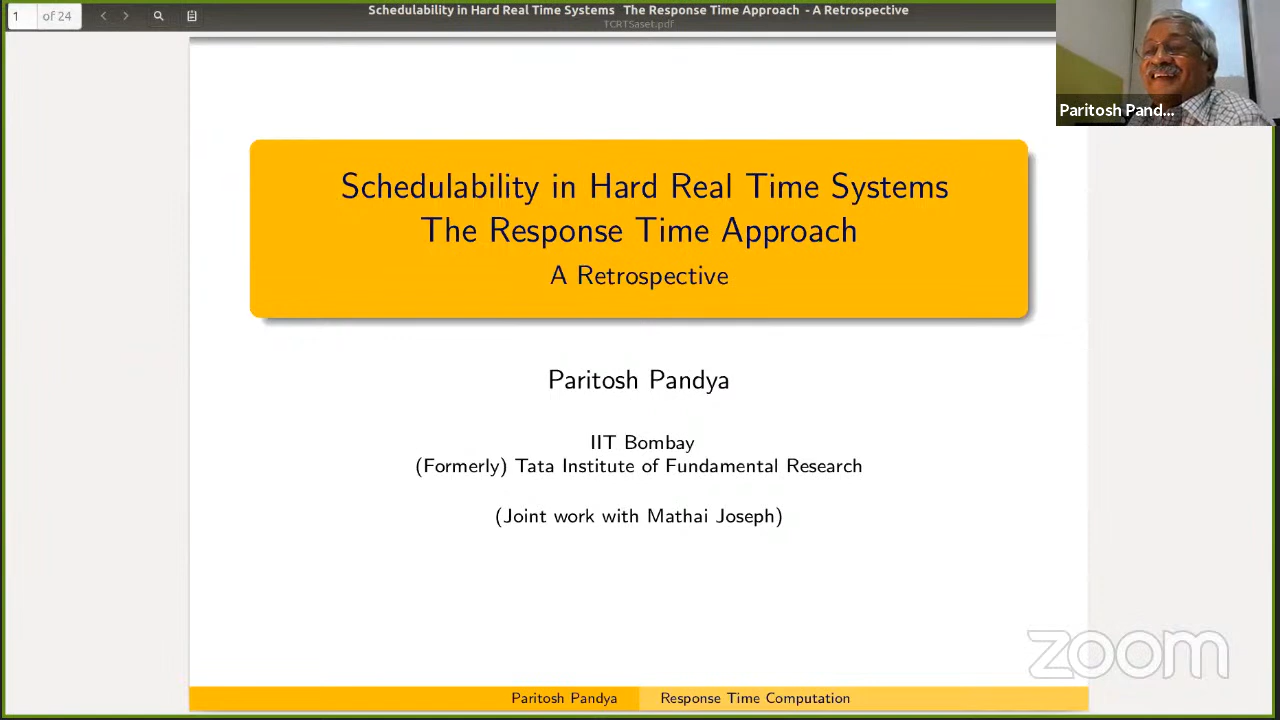 1 of 24
Schedulability in Hard Real Time Systems The Response Time Approach - A Retrospective
TCRTSaset.pdf
Paritosh Pand...
Schedulability in Hard Real Time Systems
The Response Time Approach
A Retrospective
Paritosh Pandya
IIT Bombay
(Formerly) Tata Institute of Fundamental Research
(Joint work with Mathai Joseph)
zoom
Paritosh Pandya Response Time Computation